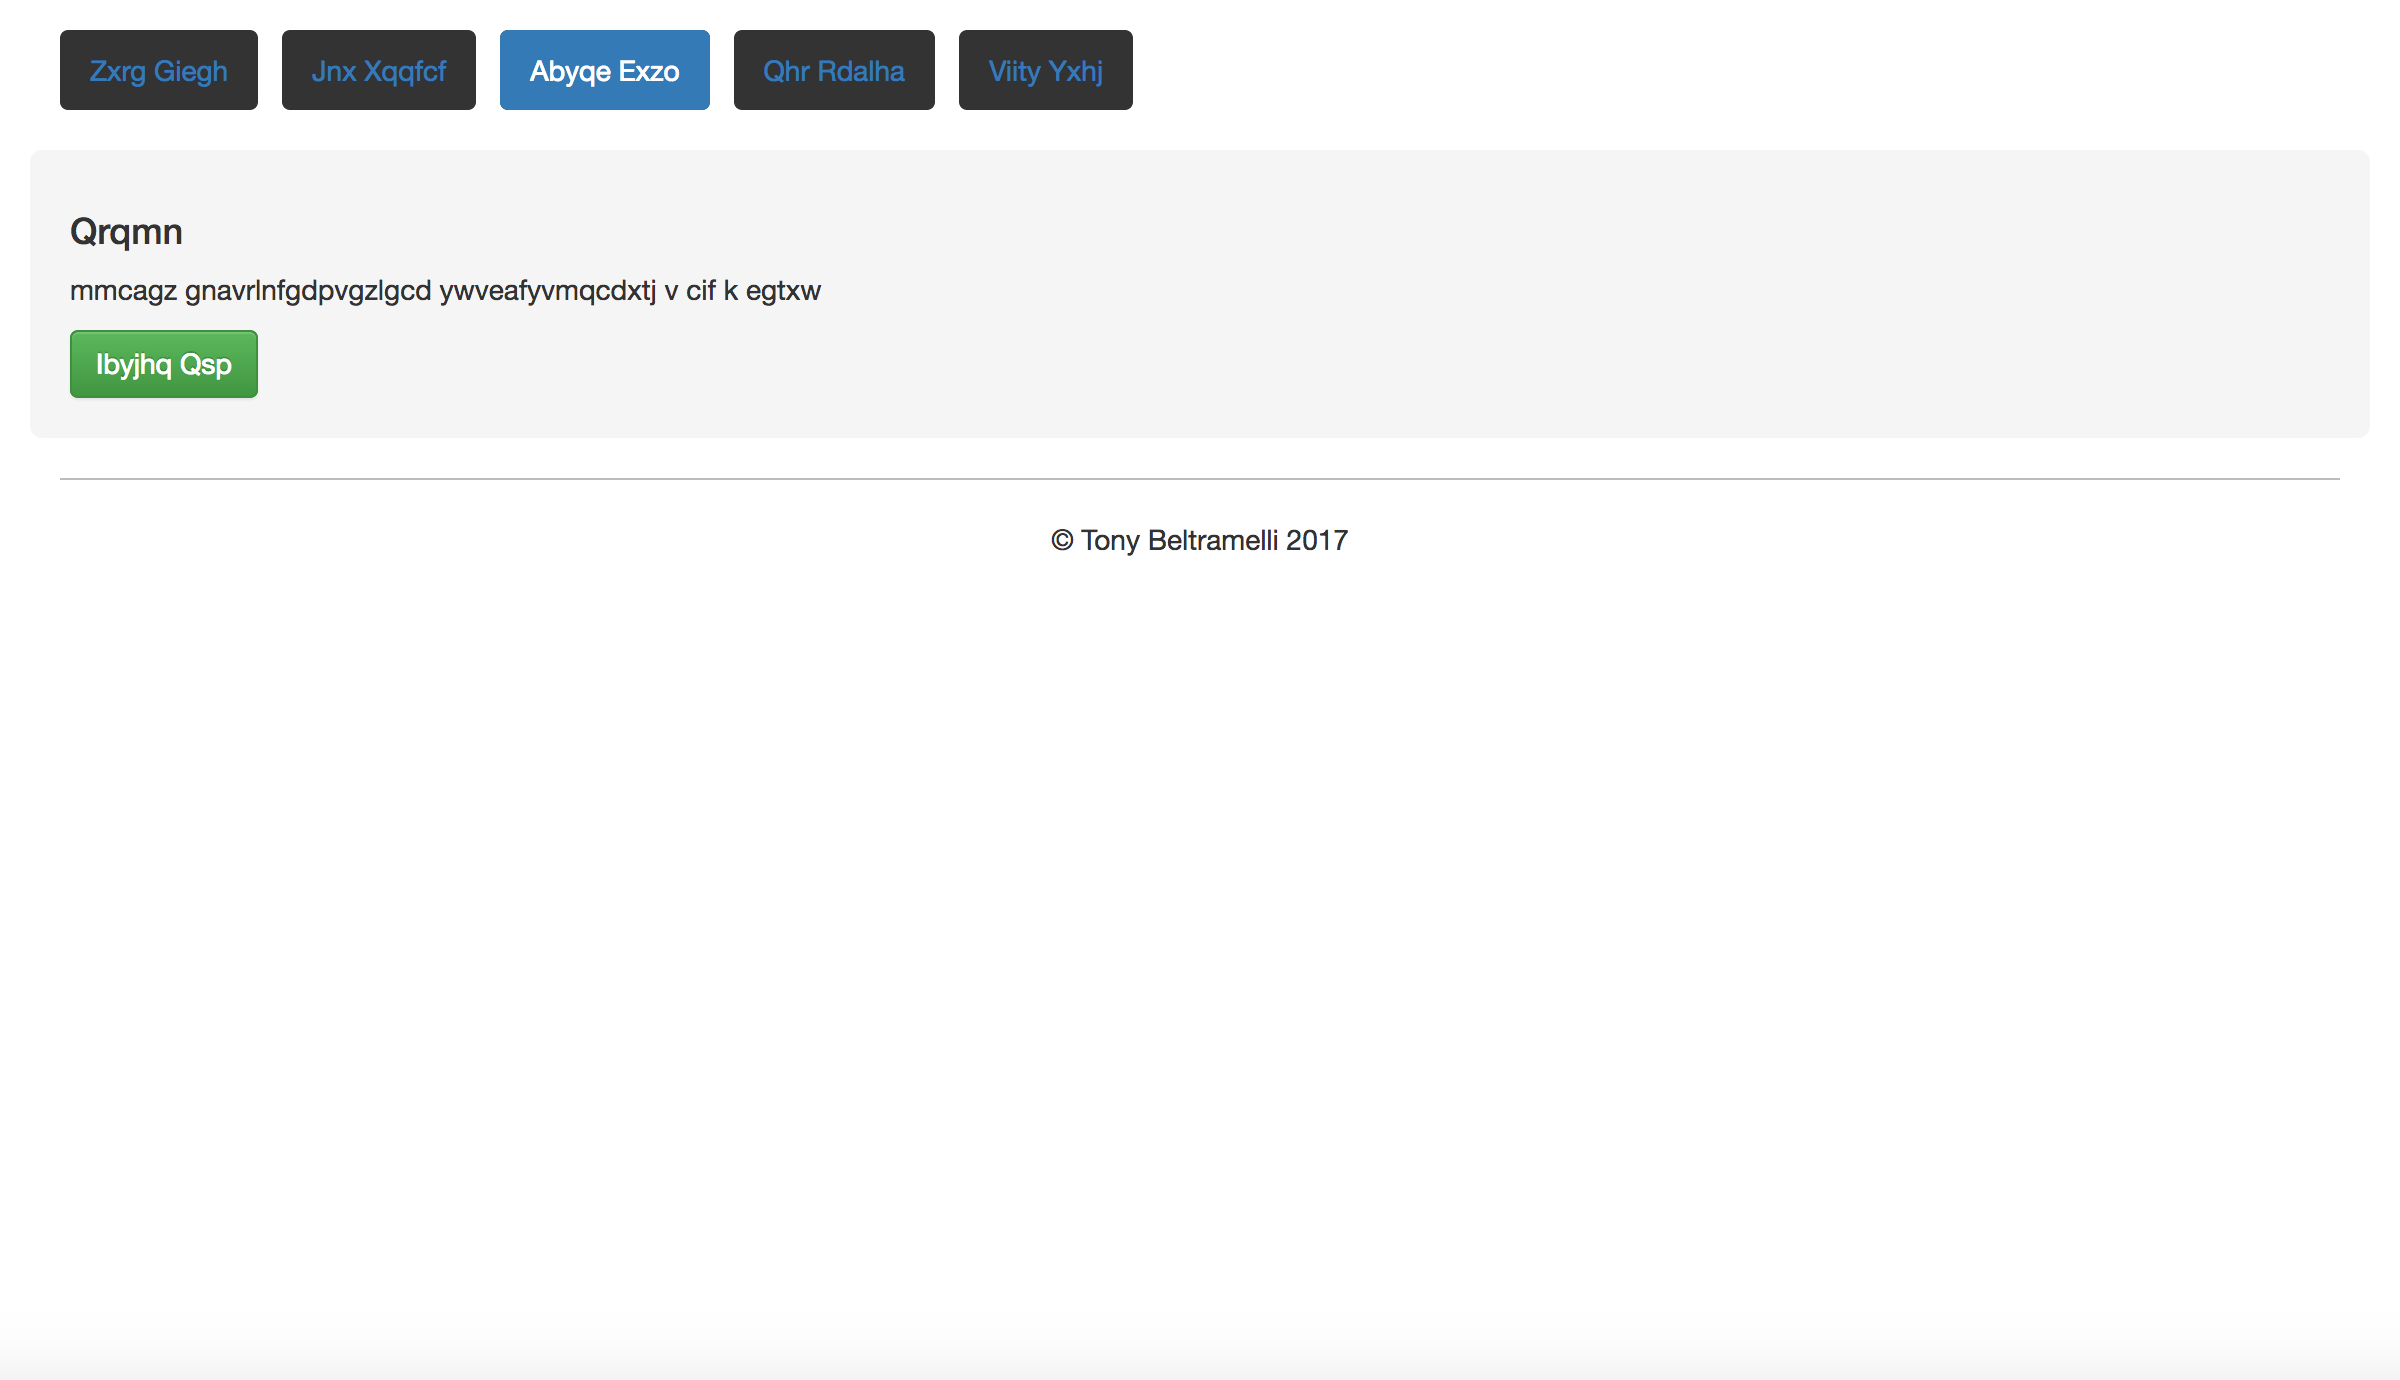 Zxrg Giegh Jnx Xqqfcf Abyqe Exzo Qhr Rdalha Viity Yxhj
Qrqmn
mmcagz gnavrlnfgdpvgzlgcd ywveafyvmqcdxtj v cif k egtxw
Ibyjhq Qsp
© Tony Beltramelli 2017